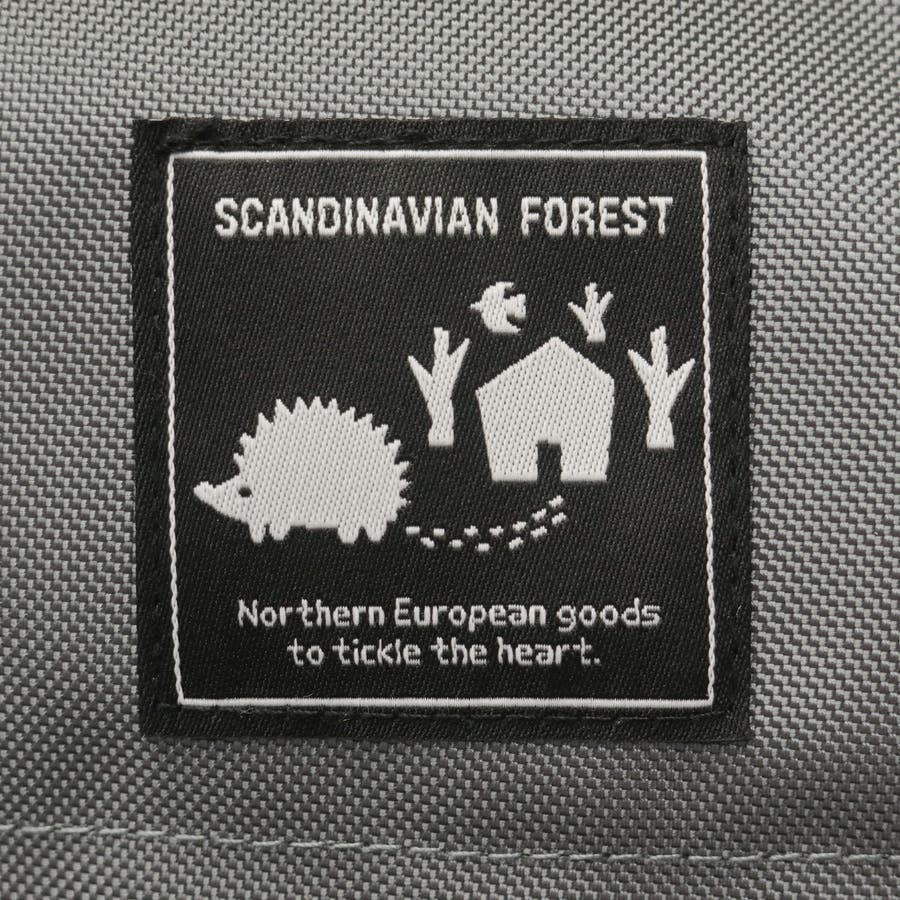 SCANDINAVIAN FOREST
Northern European goods
to tickle the heart.